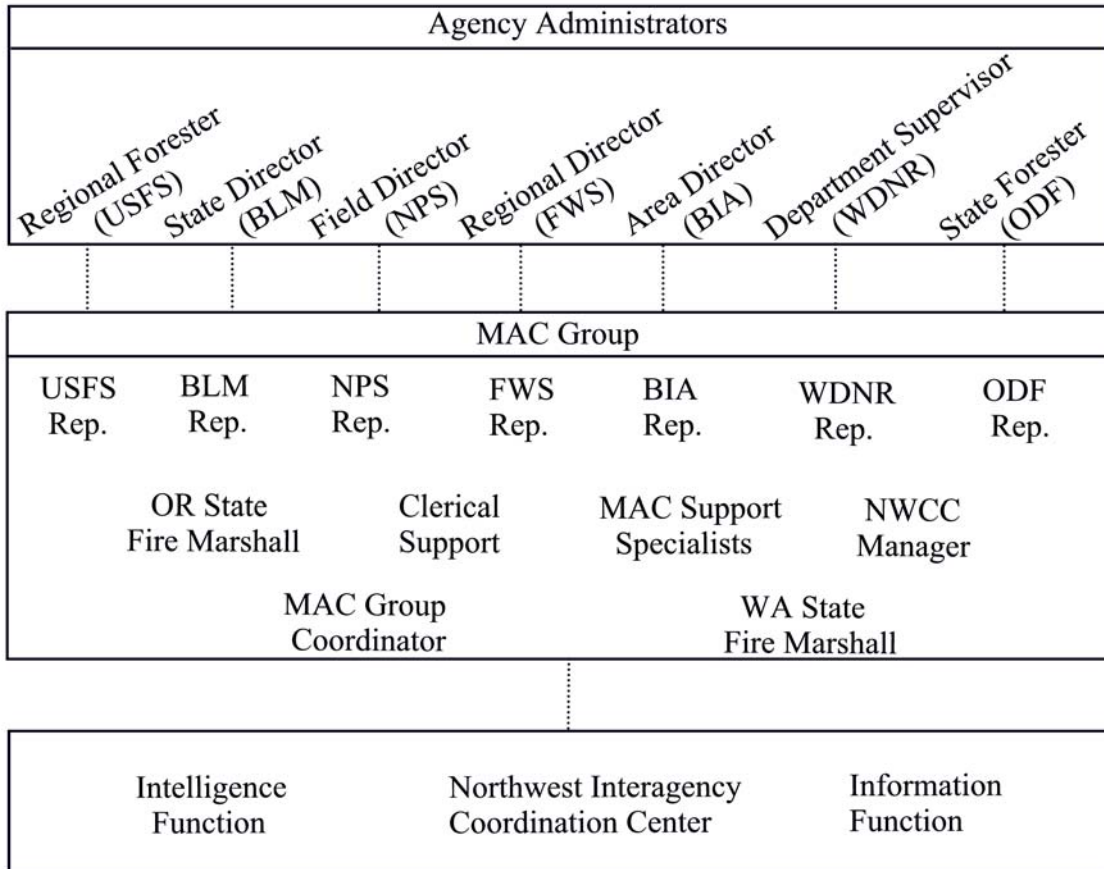 Agency Administrators
Regional Forester
(USFS)
State Director
(BLM)
Field Director
(NPS)
Regional Director
(FWS)
Area Director
(BIA)
Department Supervisor
(WDNR)
State Forester
(ODF)
MAC Group
USFS
Rep.
BLM
Rep.
NPS
Rep.
FWS
Rep.
BIA
Rep.
WDNR
Rep.
ODF
Rep.
OR State
Fire Marshall
Clerical
Support
MAC Support
Specialists
NWCC
Manager
MAC Group
Coordinator
WA State
Fire Marshall
Intelligence
Function
Northwest Interagency
Coordination Center
Information
Function